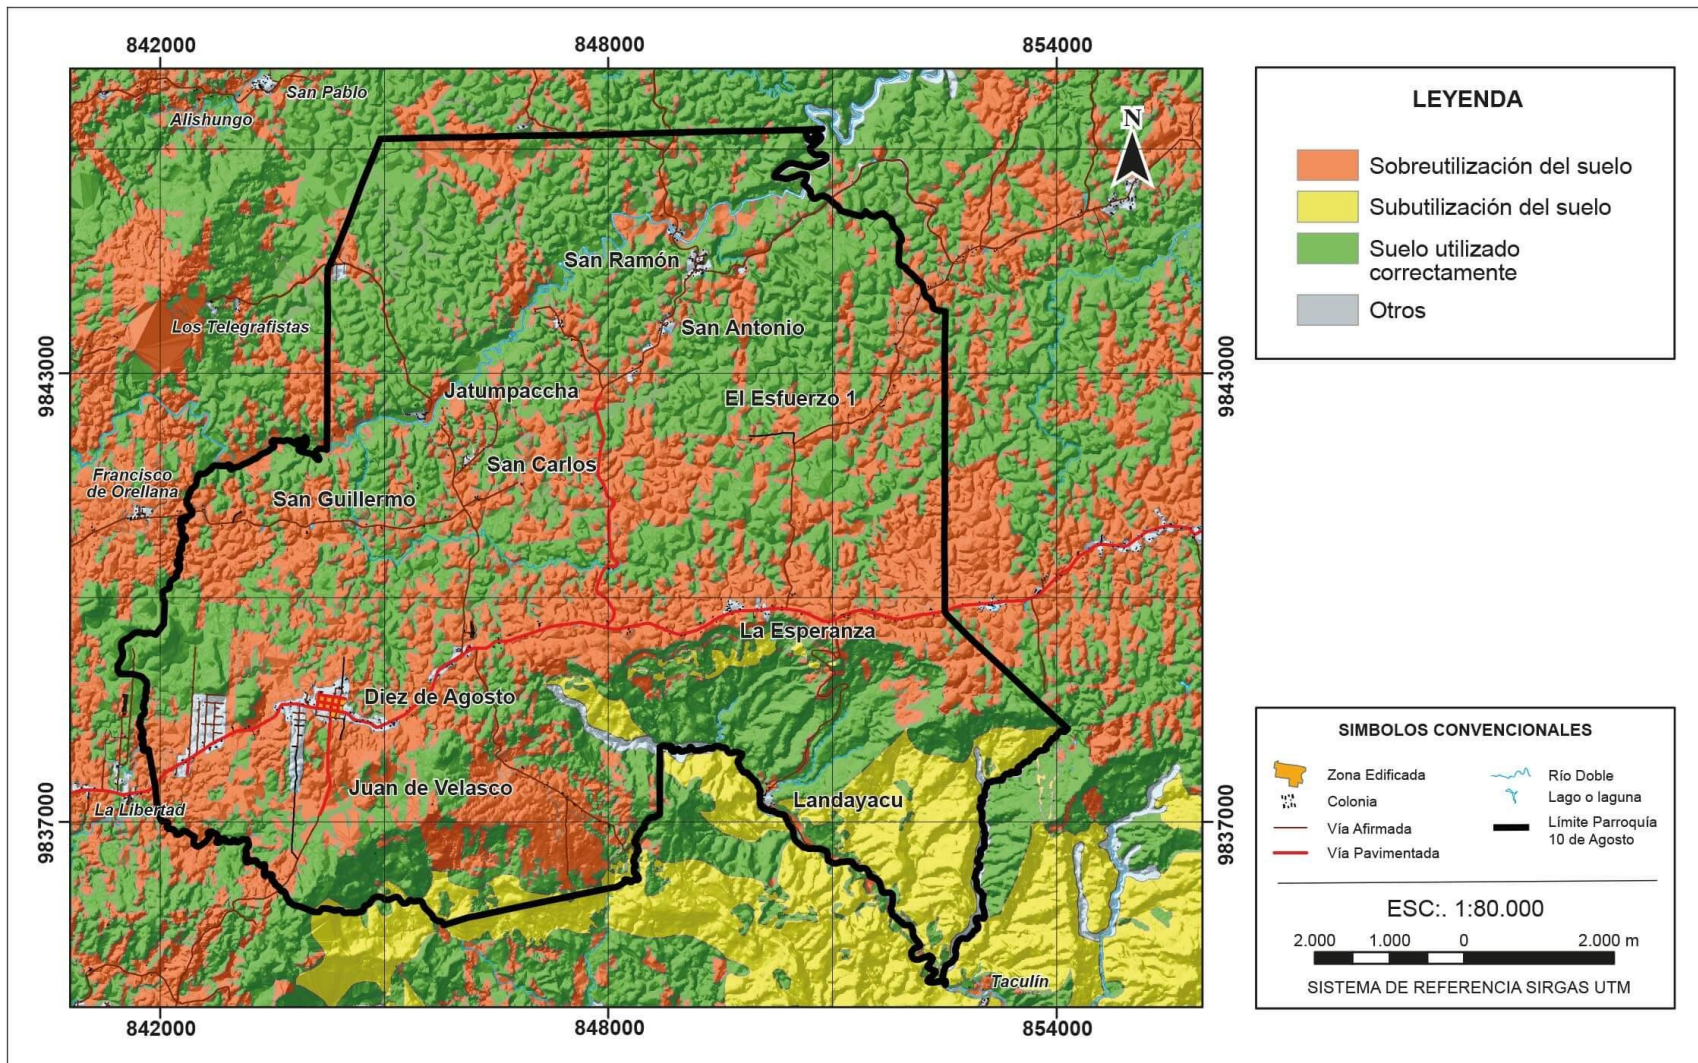 842000
848000
854000
San Pablo
Alishungo
N
San Ramón
Los Telegrafistas
San Antonio
9843000
9843000
Jatumpaccha
El Esfuerzo 1
San Carlos
Francisco
de Orellana
San Guillermo
La Esperanza
Diez de Agosto
Juan de Velasco
Landayacu
La Libertad
9837000
9837000
Taculín
842000
848000
854000
LEYENDA
Sobreutilización del suelo
Subutilización del suelo
Suelo utilizado
correctamente
Otros
SIMBOLOS CONVENCIONALES
Zona Edificada
Colonia
Vía Afirmada
Vía Pavimentada
Río Doble
Lago o laguna
Límite Parroquía
10 de Agosto
ESC:. 1:80.000
2.000 1.000 0 2.000 m
SISTEMA DE REFERENCIA SIRGAS UTM